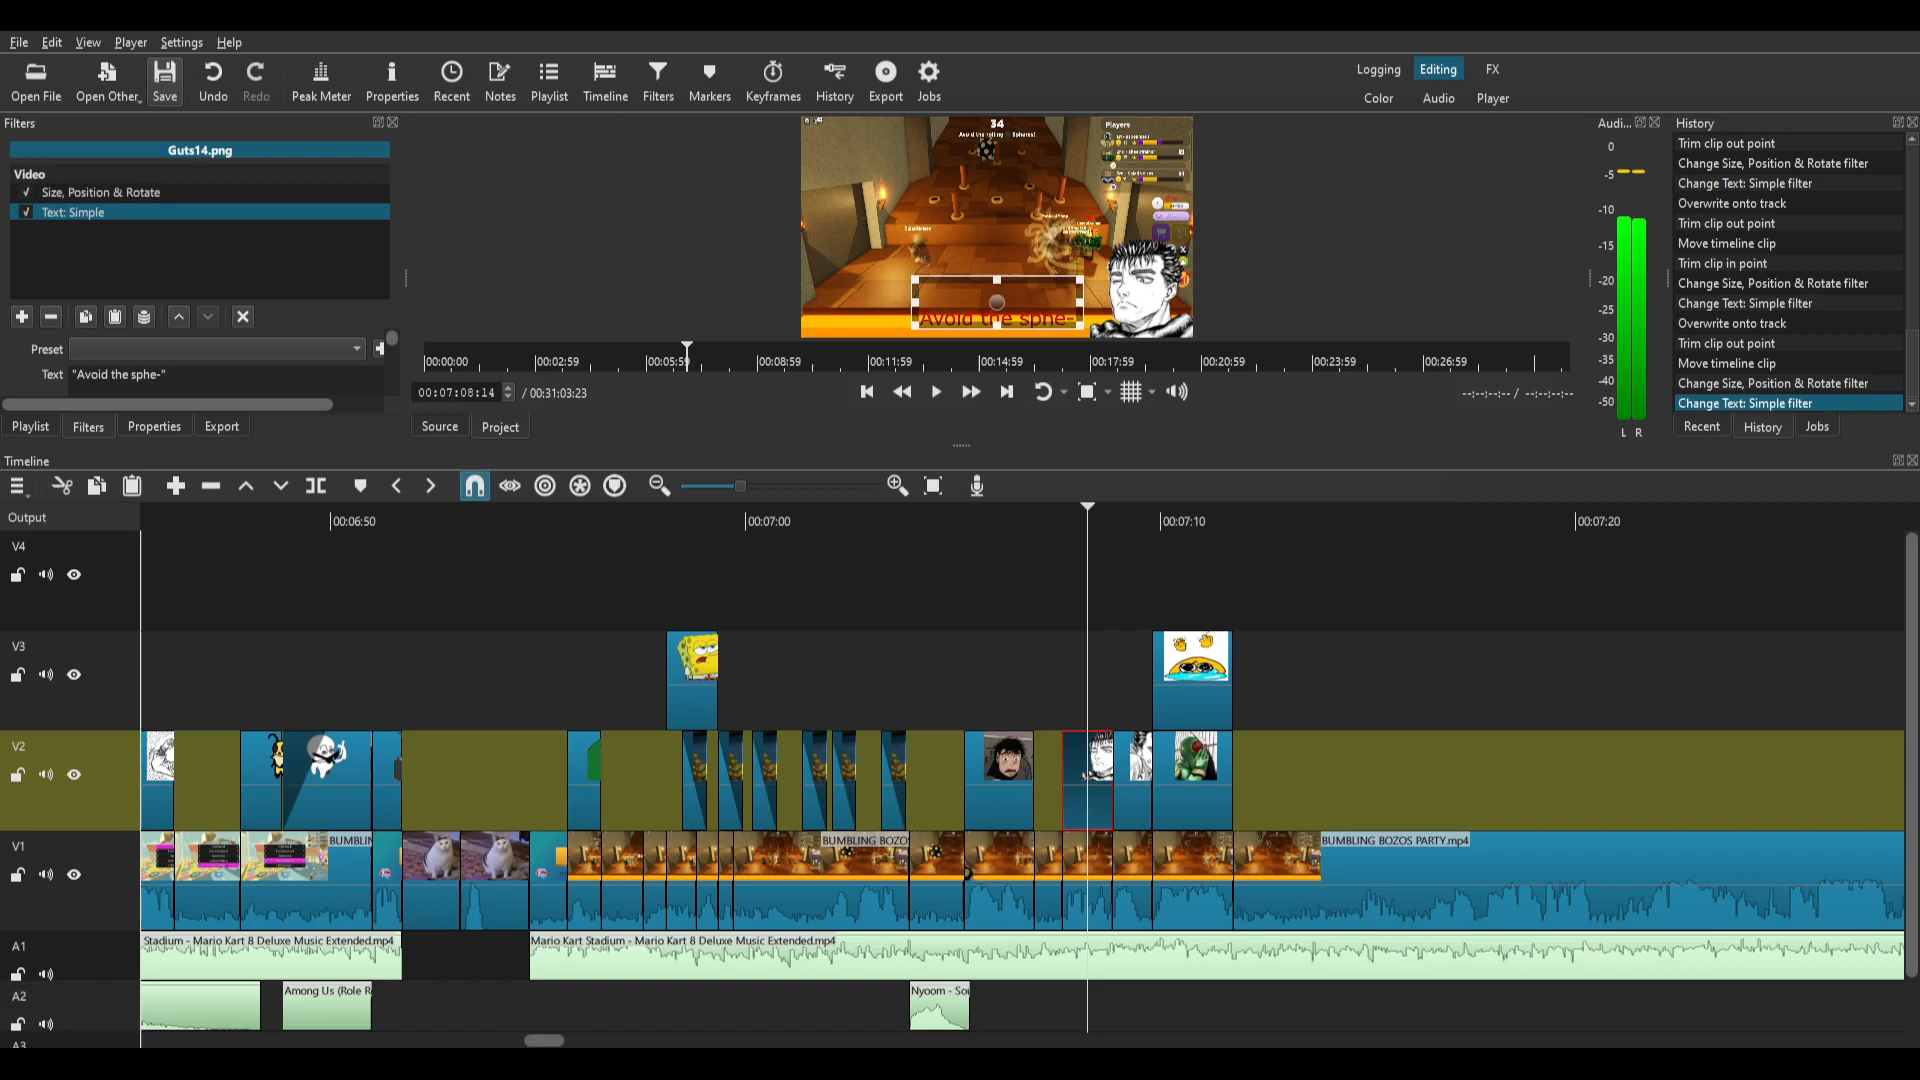 File Edit View Player Settings Help
Open File Open Other Save Undo Redo Peak Meter Properties Recent Notes Playlist Timeline Filters Markers Keyframes History Export Jobs
Logging Editing FX
Color Audio Player
Filters
Guts14.png
Video
Size, Position & Rotate
Text: Simple
Preset
Text "Avoid the sphe-"
Playlist Filters Properties Export
34
Avoid the rolling Spheres!
Players
Avoid the sphe-
00:00:00 00:02:59 00:05:59 00:08:59 00:11:59 00:14:59 00:17:59 00:20:59 00:23:59 00:26:59
00:07:08:14 / 00:31:03:23
--:--:--:-- / --:--:--:--
Source Project
Audi...
0
-5
-10
-15
-20
-25
-30
-35
-40
-50
L R
History
Trim clip out point
Change Size, Position & Rotate filter
Change Text: Simple filter
Overwrite onto track
Trim clip out point
Move timeline clip
Trim clip in point
Change Size, Position & Rotate filter
Change Text: Simple filter
Overwrite onto track
Trim clip out point
Move timeline clip
Change Size, Position & Rotate filter
Change Text: Simple filter
Recent History Jobs
Timeline
Output
00:06:50 00:07:00 00:07:10 00:07:20
V4
V3
V2
V1
BUMBLIN
BUMBLING BOZO
BUMBLING BOZOS PARTY.mp4
A1
Stadium - Mario Kart 8 Deluxe Music Extended.mp4
Mario Kart Stadium - Mario Kart 8 Deluxe Music Extended.mp4
A2
Among Us (Role R
Nyoom - Sou
A3